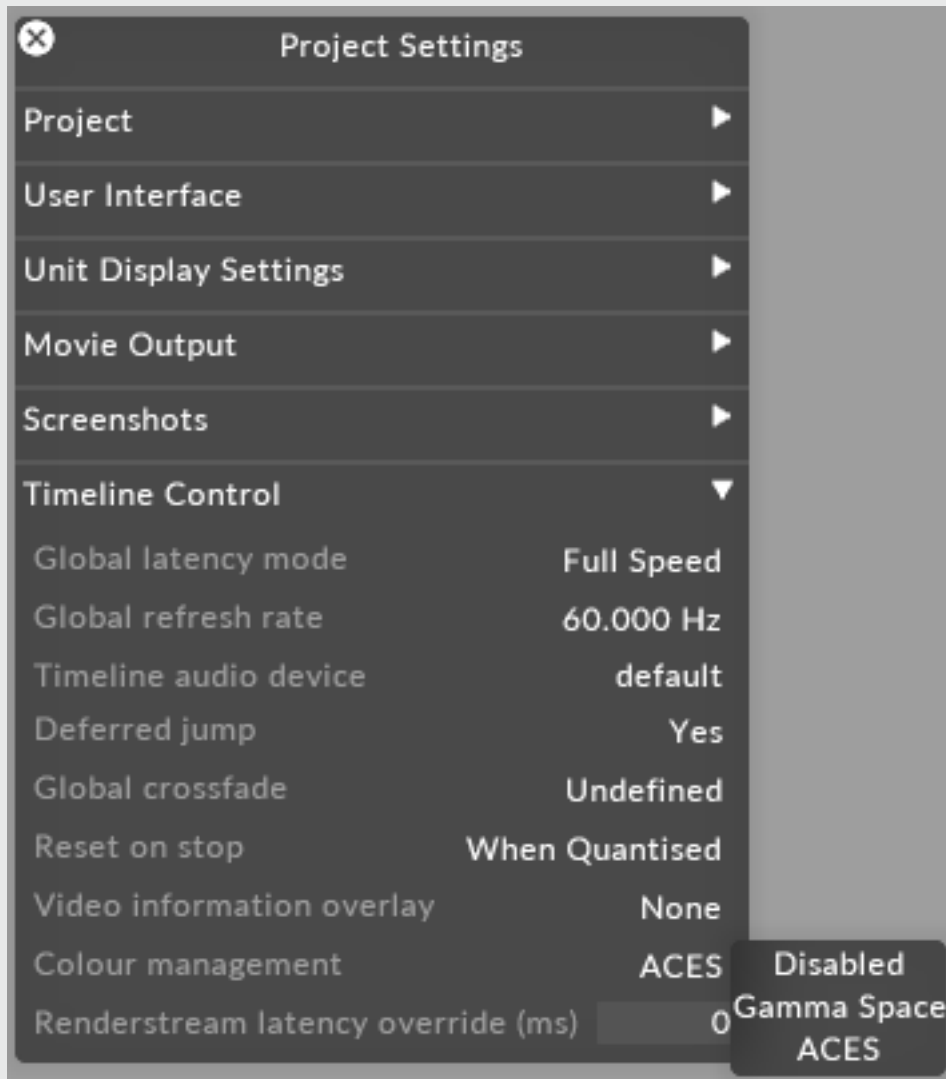 Project Settings
Project
User Interface
Unit Display Settings
Movie Output
Screenshots
Timeline Control
Global latency mode Full Speed
Global refresh rate 60.000 Hz
Timeline audio device default
Deferred jump Yes
Global crossfade Undefined
Reset on stop When Quantised
Video information overlay None
Colour management ACES
Renderstream latency override (ms) 0
Disabled
Gamma Space
ACES